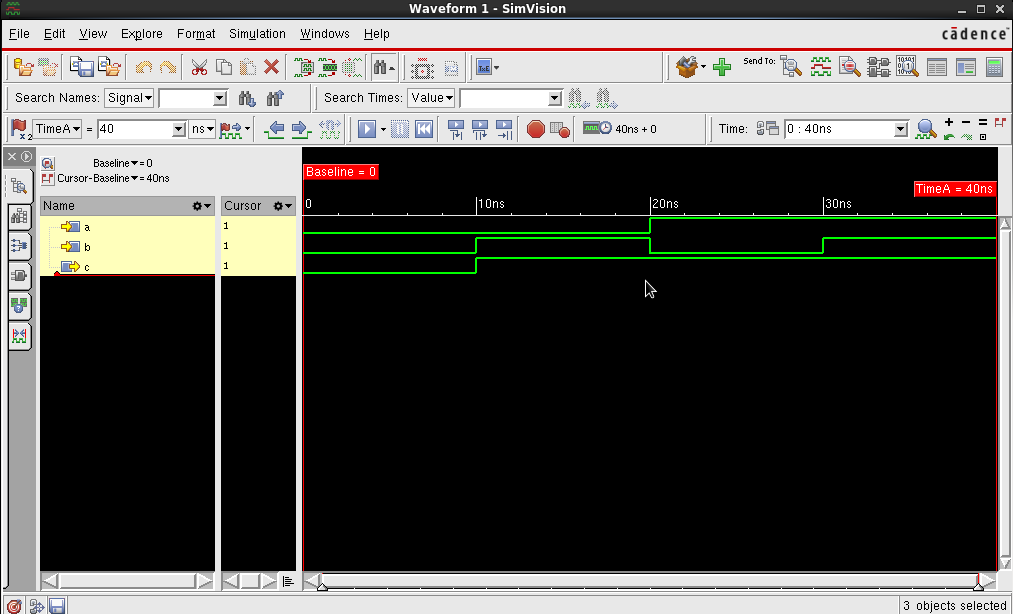 Waveform 1 - SimVision
File Edit View Explore Format Simulation Windows Help cādence
Send To:
Search Names: Signal Search Times: Value
x2 TimeA = 40 ns 40ns + 0 Time: 0 : 40ns
Baseline = 0
Cursor-Baseline = 40ns
Baseline = 0
TimeA = 40ns
Name Cursor 0 10ns 20ns 30ns
a 1
b 1
c 1
3 objects selected